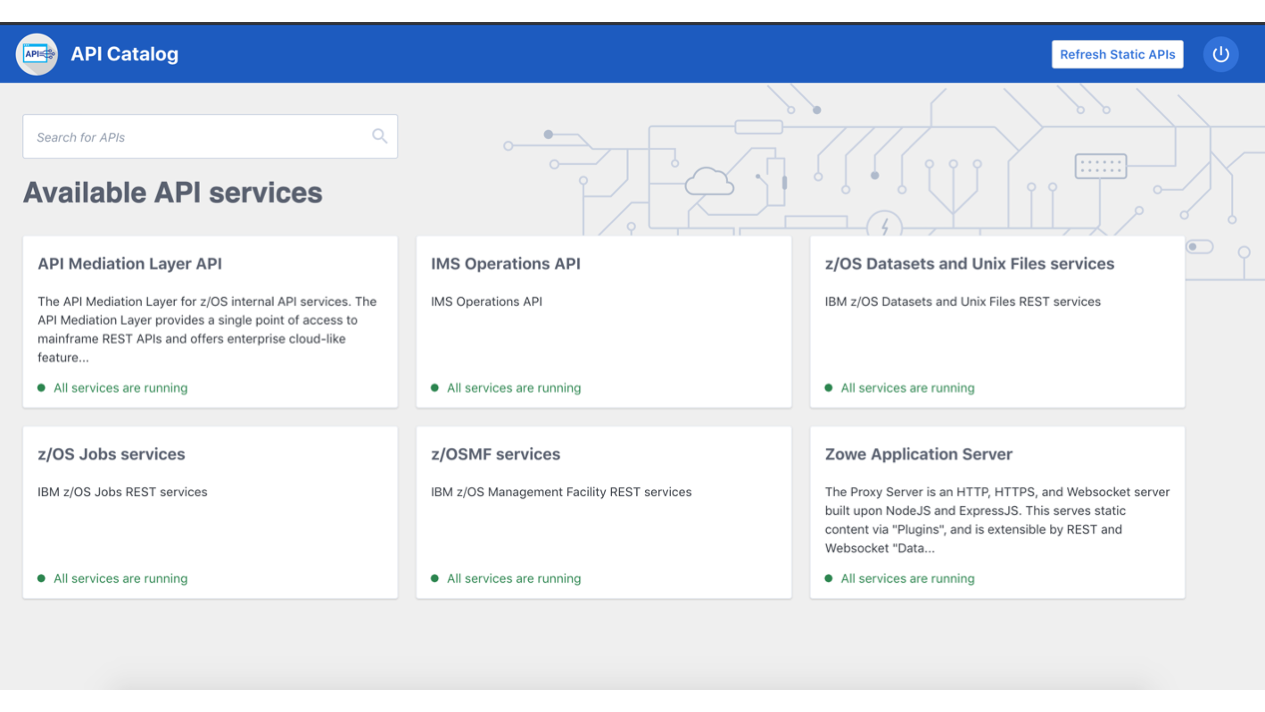 API
API Catalog
Refresh Static APIs
Search for APIs
Available API services
API Mediation Layer API
The API Mediation Layer for z/OS internal API services. The
API Mediation Layer provides a single point of access to
mainframe REST APIs and offers enterprise cloud-like
feature...
All services are running
IMS Operations API
IMS Operations API
All services are running
z/OS Datasets and Unix Files services
IBM z/OS Datasets and Unix Files REST services
All services are running
z/OS Jobs services
IBM z/OS Jobs REST services
All services are running
z/OSMF services
IBM z/OS Management Facility REST services
All services are running
Zowe Application Server
The Proxy Server is an HTTP, HTTPS, and Websocket server
built upon NodeJS and ExpressJS. This serves static
content via "Plugins", and is extensible by REST and
Websocket "Data...
All services are running